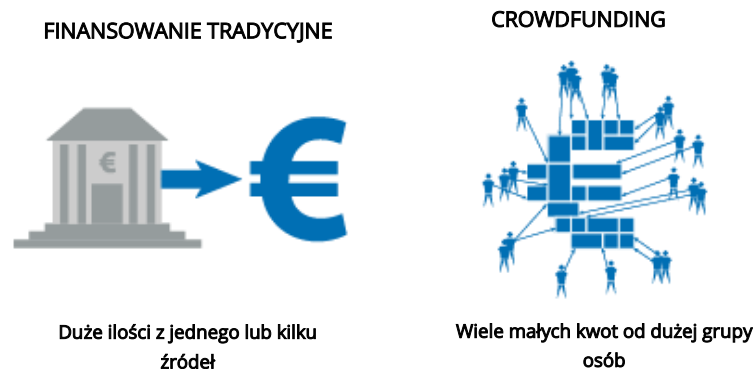 FINANSOWANIE TRADYCYJNE
CROWDFUNDING
€
€
Duże ilości z jednego lub kilku
źródeł
Wiele małych kwot od dużej grupy
osób